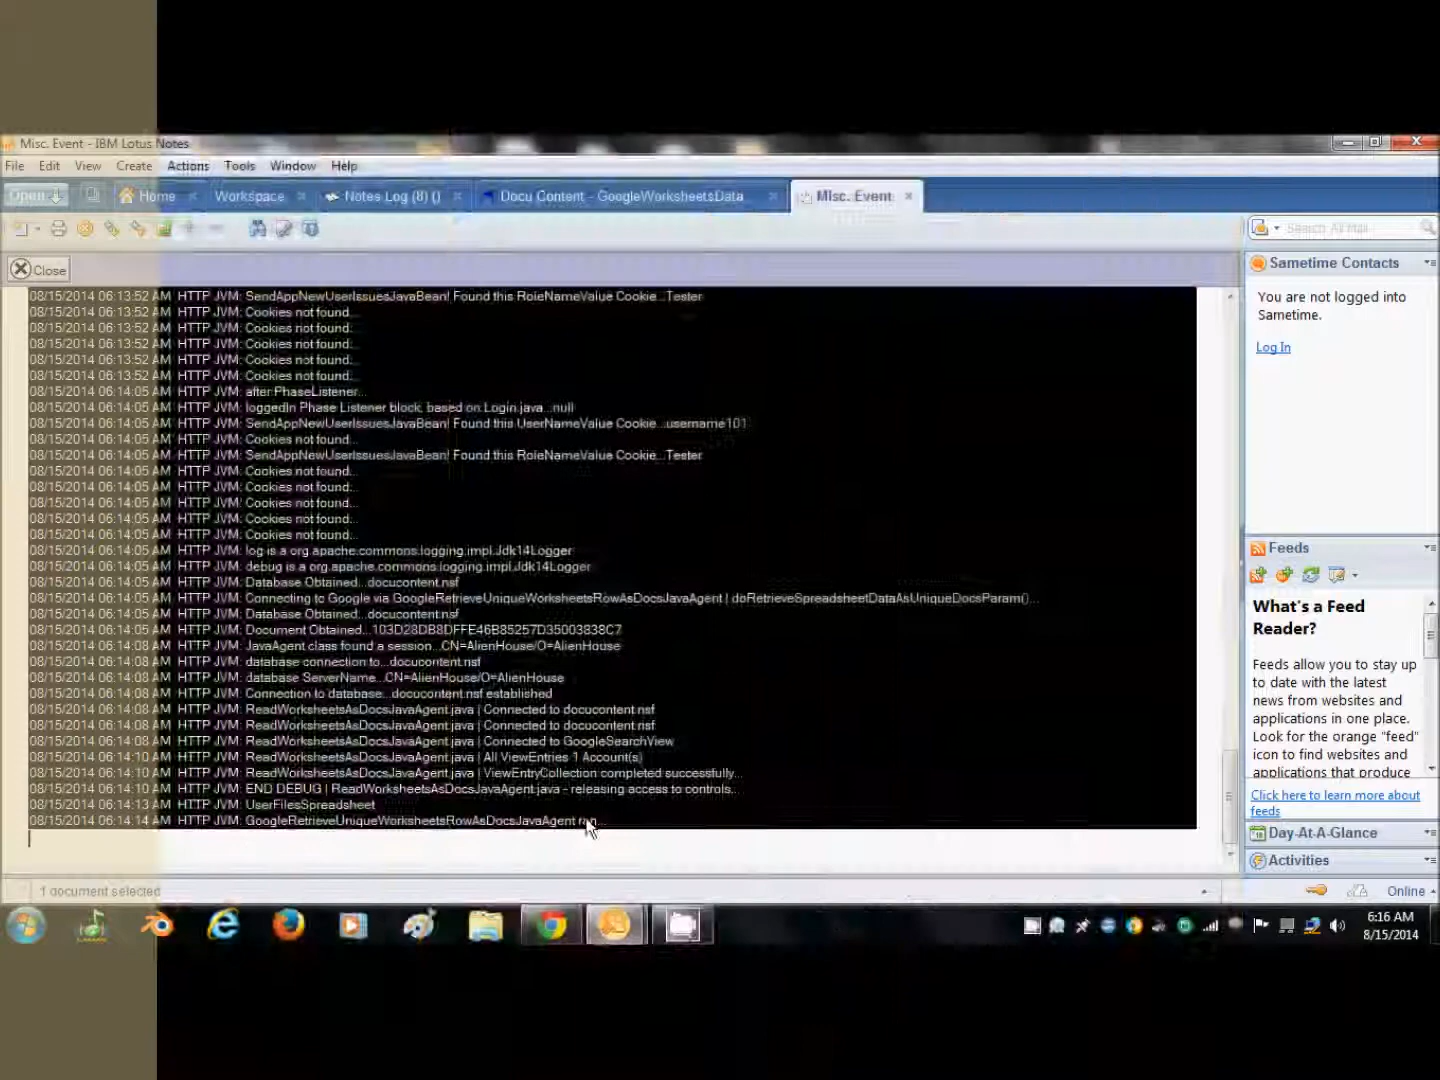 Misc. Event - IBM Lotus Notes
File Edit View Create Actions Tools Window Help
Open Home Workspace Notes Log (8) () Docu Content - GoogleWorksheetsData Misc. Event
Search All Mail
Close
08/15/2014 06:13:52 AM HTTP JVM: SendAppNewUserIssuesJavaBean! Found this RoleNameValue Cookie...Tester
08/15/2014 06:13:52 AM HTTP JVM: Cookies not found...
08/15/2014 06:13:52 AM HTTP JVM: Cookies not found...
08/15/2014 06:13:52 AM HTTP JVM: Cookies not found...
08/15/2014 06:13:52 AM HTTP JVM: Cookies not found...
08/15/2014 06:13:52 AM HTTP JVM: Cookies not found...
08/15/2014 06:14:05 AM HTTP JVM: after PhaseListener...
08/15/2014 06:14:05 AM HTTP JVM: loggedIn Phase Listener block, based on Login.java...null
08/15/2014 06:14:05 AM HTTP JVM: SendAppNewUserIssuesJavaBean! Found this UserNameValue Cookie...username101
08/15/2014 06:14:05 AM HTTP JVM: Cookies not found...
08/15/2014 06:14:05 AM HTTP JVM: SendAppNewUserIssuesJavaBean! Found this RoleNameValue Cookie...Tester
08/15/2014 06:14:05 AM HTTP JVM: Cookies not found...
08/15/2014 06:14:05 AM HTTP JVM: Cookies not found...
08/15/2014 06:14:05 AM HTTP JVM: Cookies not found...
08/15/2014 06:14:05 AM HTTP JVM: Cookies not found...
08/15/2014 06:14:05 AM HTTP JVM: Cookies not found...
08/15/2014 06:14:05 AM HTTP JVM: log is a org.apache.commons.logging.impl.Jdk14Logger
08/15/2014 06:14:05 AM HTTP JVM: debug is a org.apache.commons.logging.impl.Jdk14Logger
08/15/2014 06:14:05 AM HTTP JVM: Database Obtained...docucontent.nsf
08/15/2014 06:14:05 AM HTTP JVM: Connecting to Google via GoogleRetrieveUniqueWorksheetsRowAsDocsJavaAgent | doRetrieveSpreadsheetDataAsUniqueDocsParam()...
08/15/2014 06:14:05 AM HTTP JVM: Database Obtained...docucontent.nsf
08/15/2014 06:14:05 AM HTTP JVM: Document Obtained...103D28DB8DFFE46B85257D35003838C7
08/15/2014 06:14:08 AM HTTP JVM: JavaAgent class found a session...CN=AlienHouse/O=AlienHouse
08/15/2014 06:14:08 AM HTTP JVM: database connection to...docucontent.nsf
08/15/2014 06:14:08 AM HTTP JVM: database ServerName...CN=AlienHouse/O=AlienHouse
08/15/2014 06:14:08 AM HTTP JVM: Connection to database...docucontent.nsf established
08/15/2014 06:14:08 AM HTTP JVM: ReadWorksheetsAsDocsJavaAgent.java | Connected to docucontent.nsf
08/15/2014 06:14:08 AM HTTP JVM: ReadWorksheetsAsDocsJavaAgent.java | Connected to docucontent.nsf
08/15/2014 06:14:08 AM HTTP JVM: ReadWorksheetsAsDocsJavaAgent.java | Connected to GoogleSearchView
08/15/2014 06:14:10 AM HTTP JVM: ReadWorksheetsAsDocsJavaAgent.java | All ViewEntries 1 Account(s)
08/15/2014 06:14:10 AM HTTP JVM: ReadWorksheetsAsDocsJavaAgent.java | ViewEntryCollection completed successfully...
08/15/2014 06:14:10 AM HTTP JVM: END DEBUG | ReadWorksheetsAsDocsJavaAgent.java - releasing access to controls...
08/15/2014 06:14:13 AM HTTP JVM: UserFilesSpreadsheet
08/15/2014 06:14:14 AM HTTP JVM: GoogleRetrieveUniqueWorksheetsRowAsDocsJavaAgent ran...
Sametime Contacts
You are not logged into
Sametime.
Log In
Feeds
What's a Feed
Reader?
Feeds allow you to stay up
to date with the latest
news from websites and
applications in one place.
Look for the orange "feed"
icon to find websites and
applications that produce
Click here to learn more about
feeds
Day-At-A-Glance
Activities
1 document selected
Online
6:16 AM
8/15/2014